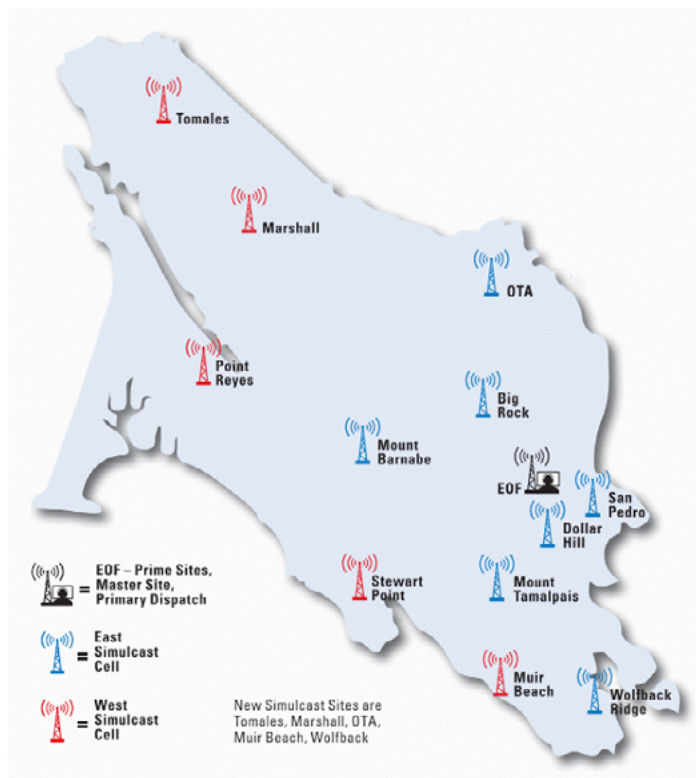 Tomales
Marshall
OTA
Point
Reyes
Big
Rock
Mount
Barnabe
EOF
San
Pedro
Dollar
Hill
Stewart
Point
Mount
Tamalpais
Muir
Beach
Wolfback
Ridge
EOF – Prime Sites,
= Master Site,
Primary Dispatch
East
= Simulcast
Cell
West
= Simulcast
Cell
New Simulcast Sites are
Tomales, Marshall, OTA,
Muir Beach, Wolfback